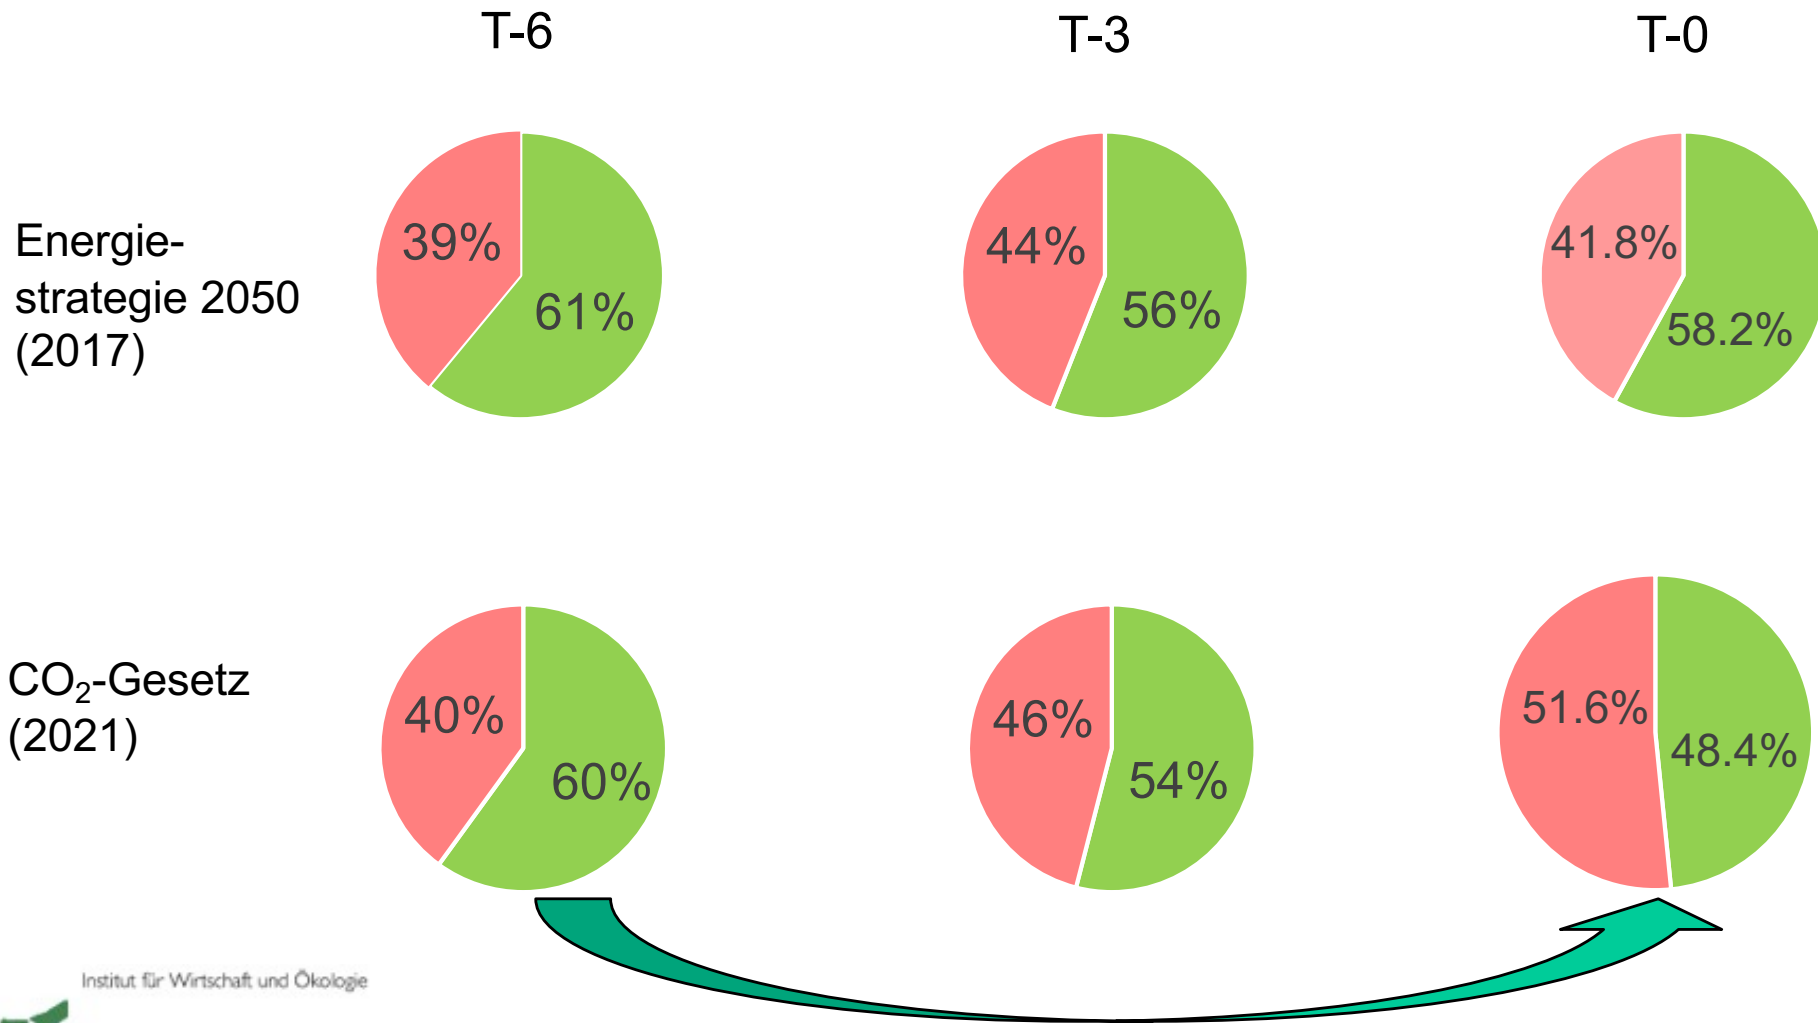 T-6
T-3
T-0
Energie-
strategie 2050
(2017)
39%
61%
44%
56%
41.8%
58.2%
CO₂-Gesetz
(2021)
40%
60%
46%
54%
51.6%
48.4%
Institut für Wirtschaft und Ökologie